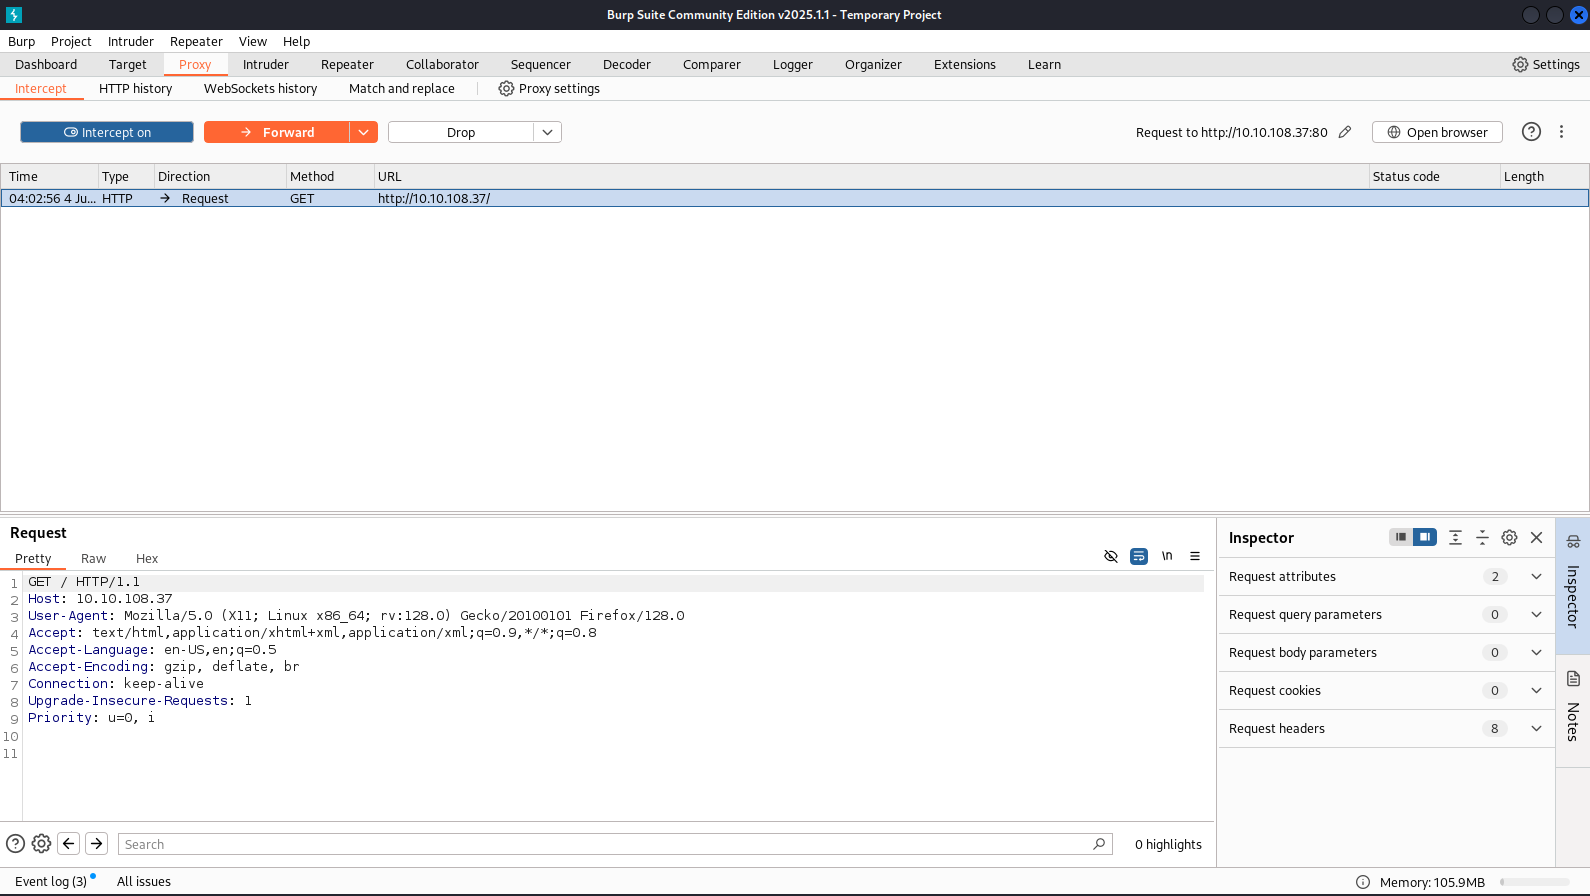 Burp Suite Community Edition v2025.1.1 - Temporary Project
Burp Project Intruder Repeater View Help
Dashboard Target Proxy Intruder Repeater Collaborator Sequencer Decoder Comparer Logger Organizer Extensions Learn Settings
Intercept HTTP history WebSockets history Match and replace Proxy settings
Intercept on Forward Drop Request to http://10.10.108.37:80 Open browser
Time Type Direction Method URL Status code Length
04:02:56 4 Ju... HTTP Request GET http://10.10.108.37/
Request
Pretty Raw Hex \n
1 GET / HTTP/1.1
2 Host: 10.10.108.37
3 User-Agent: Mozilla/5.0 (X11; Linux x86_64; rv:128.0) Gecko/20100101 Firefox/128.0
4 Accept: text/html,application/xhtml+xml,application/xml;q=0.9,*/*;q=0.8
5 Accept-Language: en-US,en;q=0.5
6 Accept-Encoding: gzip, deflate, br
7 Connection: keep-alive
8 Upgrade-Insecure-Requests: 1
9 Priority: u=0, i
10
11
Search 0 highlights
Inspector
Request attributes 2
Request query parameters 0
Request body parameters 0
Request cookies 0
Request headers 8
Inspector
Notes
Event log (3) All issues Memory: 105.9MB